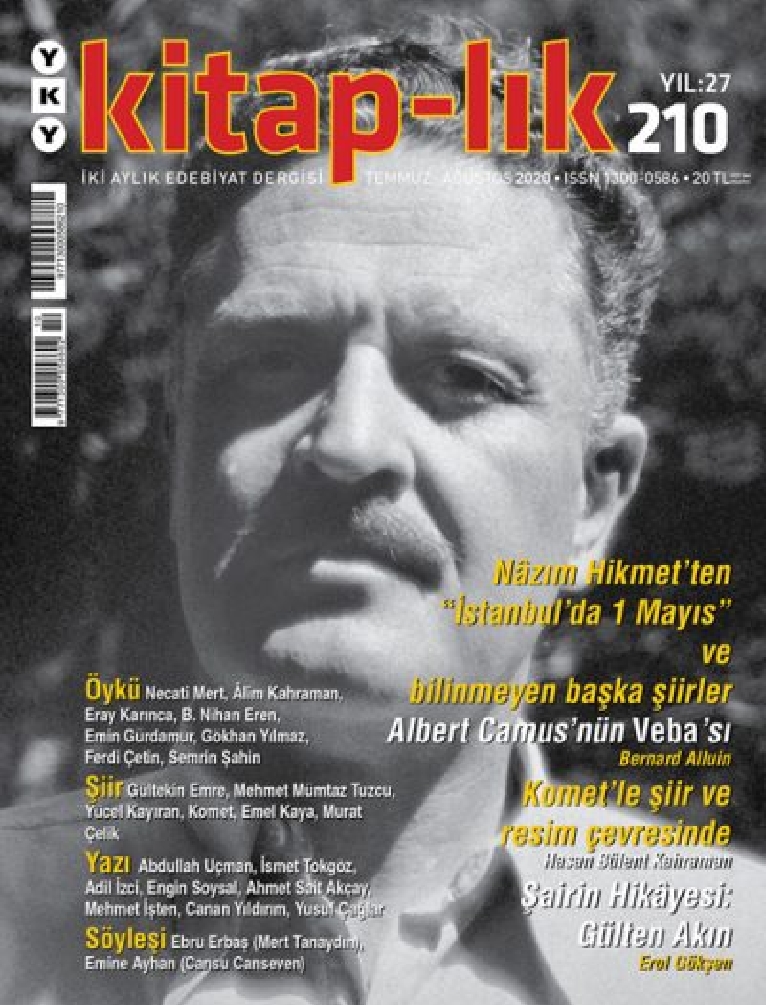 YKY
kitap-lık
YIL:27
210
İKİ AYLIK EDEBİYAT DERGİSİ • TEMMUZ, AĞUSTOS 2020 • ISSN 1300-0586 • 20 TL
Nâzım Hikmet'ten
"İstanbul'da 1 Mayıs"
ve
bilinmeyen başka şiirler
Albert Camus'nün Veba'sı
Bernard Alluin
Komet'le şiir ve
resim çevresinde
Hasan Bülent Kahraman
Şairin Hikâyesi:
Gülten Akın
Erol Gökşen
Öykü Necati Mert, Âlim Kahraman,
Eray Karınca, B. Nihan Eren,
Emin Gürdamur, Gökhan Yılmaz,
Ferdi Çetin, Semrin Şahin
Şiir Gültekin Emre, Mehmet Mümtaz Tuzcu,
Yücel Kayıran, Komet, Emel Kaya, Murat
Çelik
Yazı Abdullah Uçman, İsmet Tokgöz,
Adil İzci, Engin Soysal, Ahmet Sait Akçay,
Mehmet İşten, Canan Yıldırım, Yusuf Çağlar
Söyleşi Ebru Erbaş (Mert Tanaydın),
Emine Ayhan (Cansu Canseven)